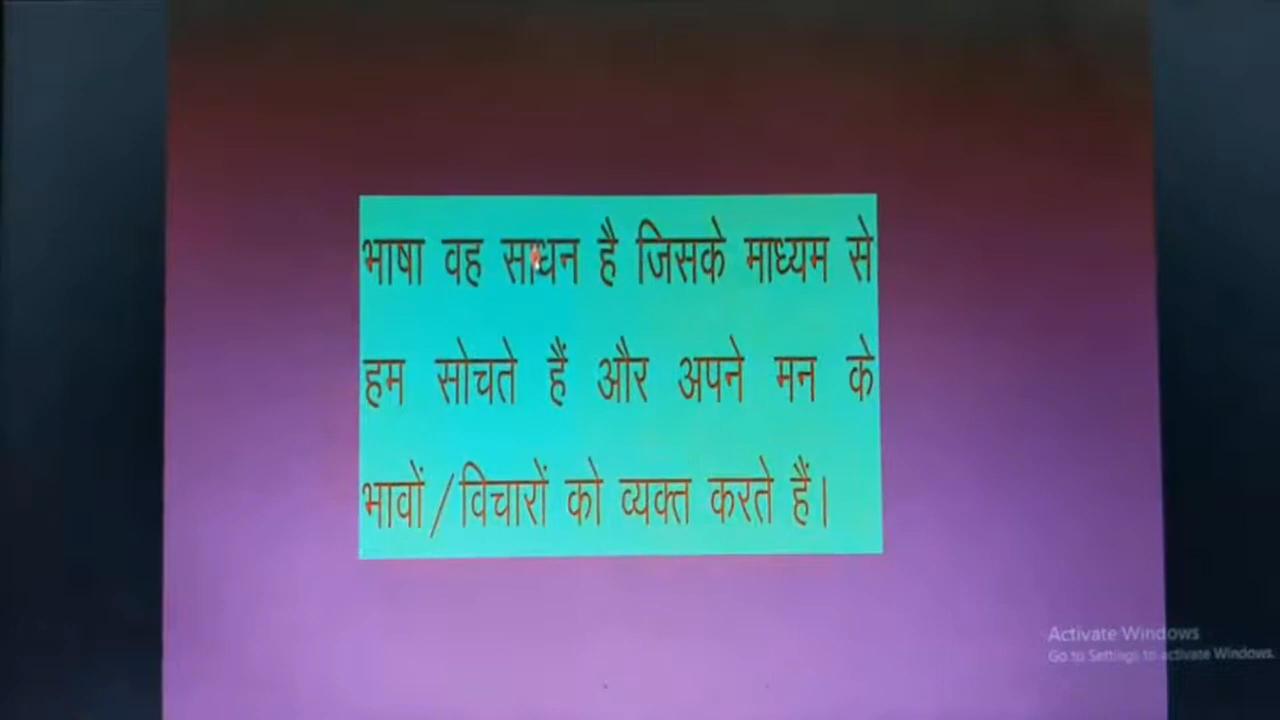 भाषा वह साधन है जिसके माध्यम से
हम सोचते हैं और अपने मन के
भावों/विचारों को व्यक्त करते हैं।
Activate Windows
Go to Settings to activate Windows.